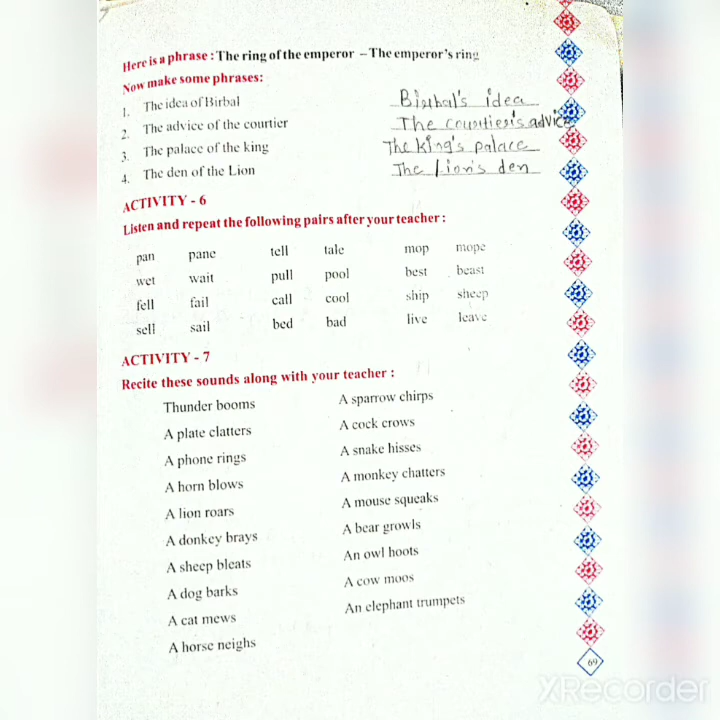 Here is a phrase : The ring of the emperor – The emperor's ring
Now make some phrases:
1. The idea of Birbal Birbal's idea
2. The advice of the courtier The courtier's advice
3. The palace of the king The king's palace
4. The den of the Lion The Lion's den
ACTIVITY - 6
Listen and repeat the following pairs after your teacher :
pan pane tell tale mop mope
wet wait pull pool best beast
fell fail call cool ship sheep
sell sail bed bad live leave
ACTIVITY - 7
Recite these sounds along with your teacher :
Thunder booms A sparrow chirps
A plate clatters A cock crows
A phone rings A snake hisses
A horn blows A monkey chatters
A lion roars A mouse squeaks
A donkey brays A bear growls
A sheep bleats An owl hoots
A dog barks A cow moos
A cat mews An elephant trumpets
A horse neighs
69
XRecorder